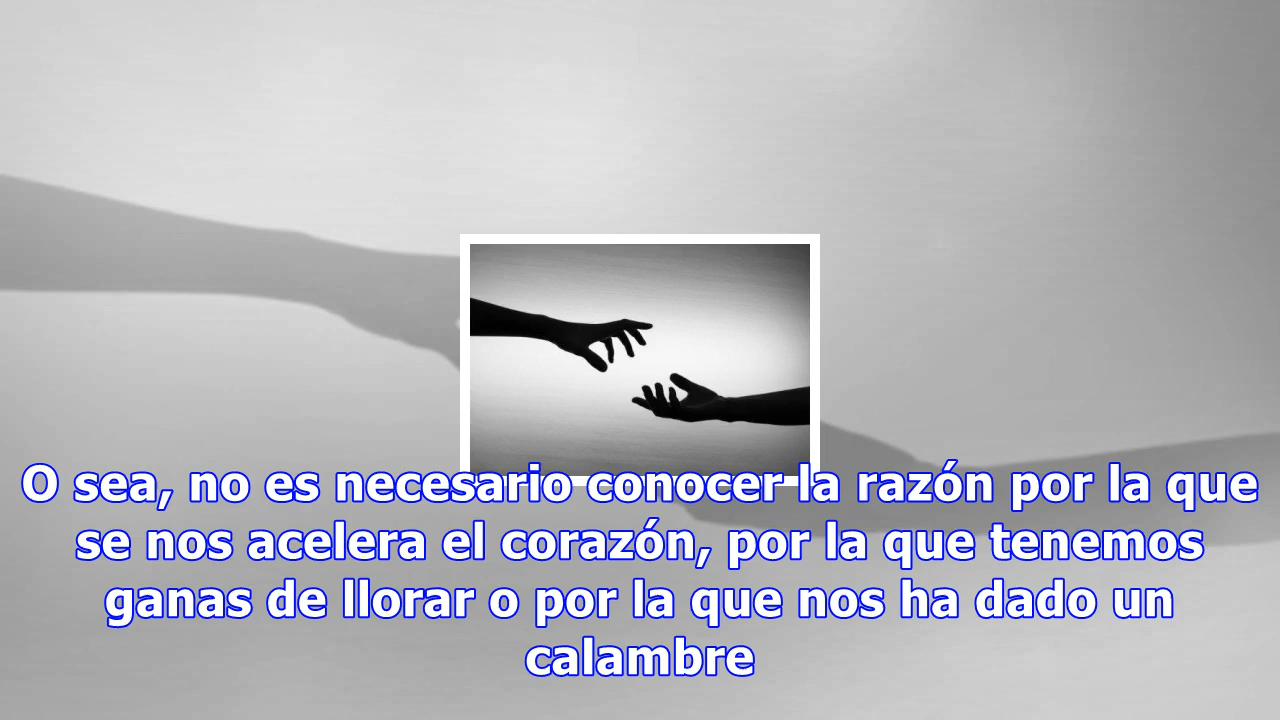 O sea, no es necesario conocer la razón por la que
se nos acelera el corazón, por la que tenemos
ganas de llorar o por la que nos ha dado un
calambre